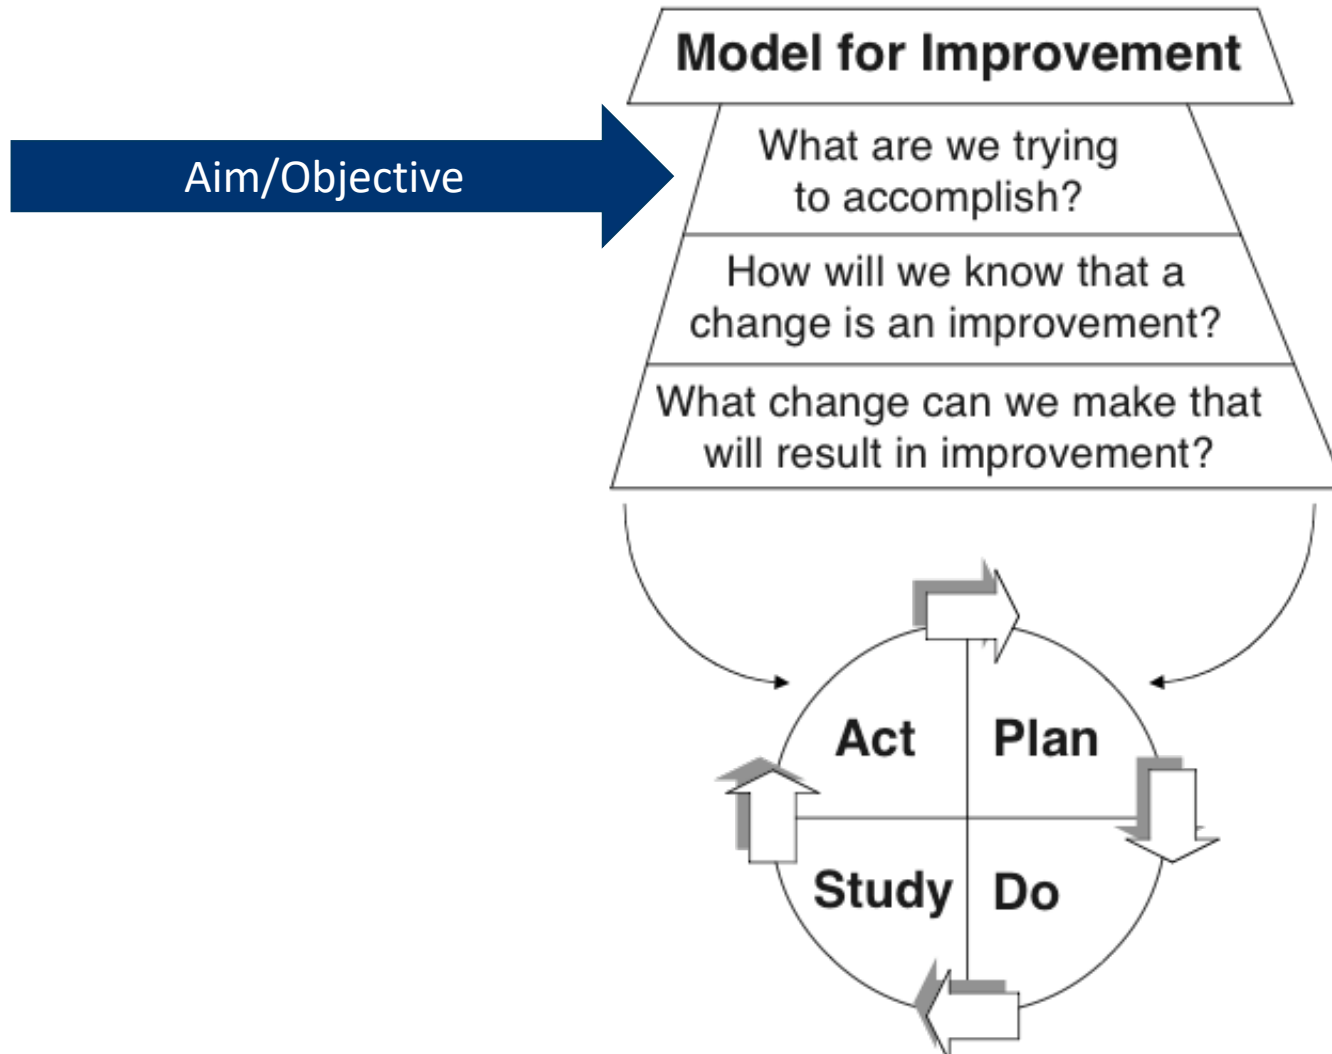 Model for Improvement
Aim/Objective
What are we trying
to accomplish?
How will we know that a
change is an improvement?
What change can we make that
will result in improvement?
Act
Plan
Study
Do